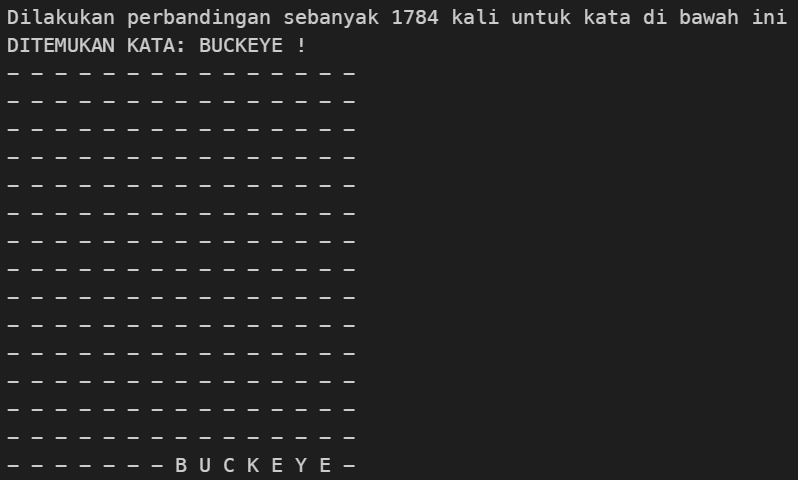 Dilakukan perbandingan sebanyak 1784 kali untuk kata di bawah ini
DITEMUKAN KATA: BUCKEYE !
- - - - - - - - - - - - - - -
- - - - - - - - - - - - - - -
- - - - - - - - - - - - - - -
- - - - - - - - - - - - - - -
- - - - - - - - - - - - - - -
- - - - - - - - - - - - - - -
- - - - - - - - - - - - - - -
- - - - - - - - - - - - - - -
- - - - - - - - - - - - - - -
- - - - - - - - - - - - - - -
- - - - - - - - - - - - - - -
- - - - - - - - - - - - - - -
- - - - - - - - - - - - - - -
- - - - - - - - - - - - - - -
- - - - - - - B U C K E Y E -